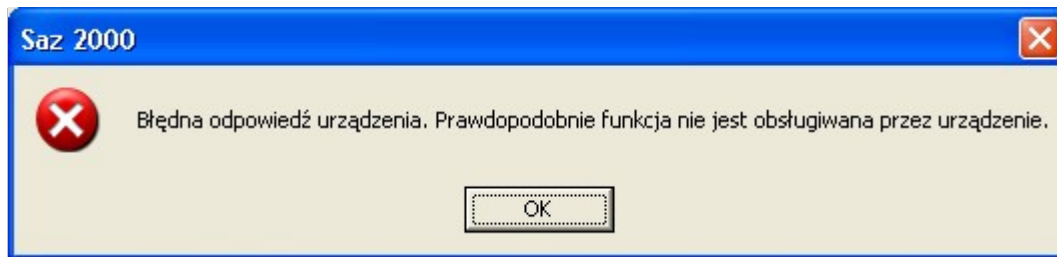 Saz 2000
Błędna odpowiedź urządzenia. Prawdopodobnie funkcja nie jest obsługiwana przez urządzenie.
OK